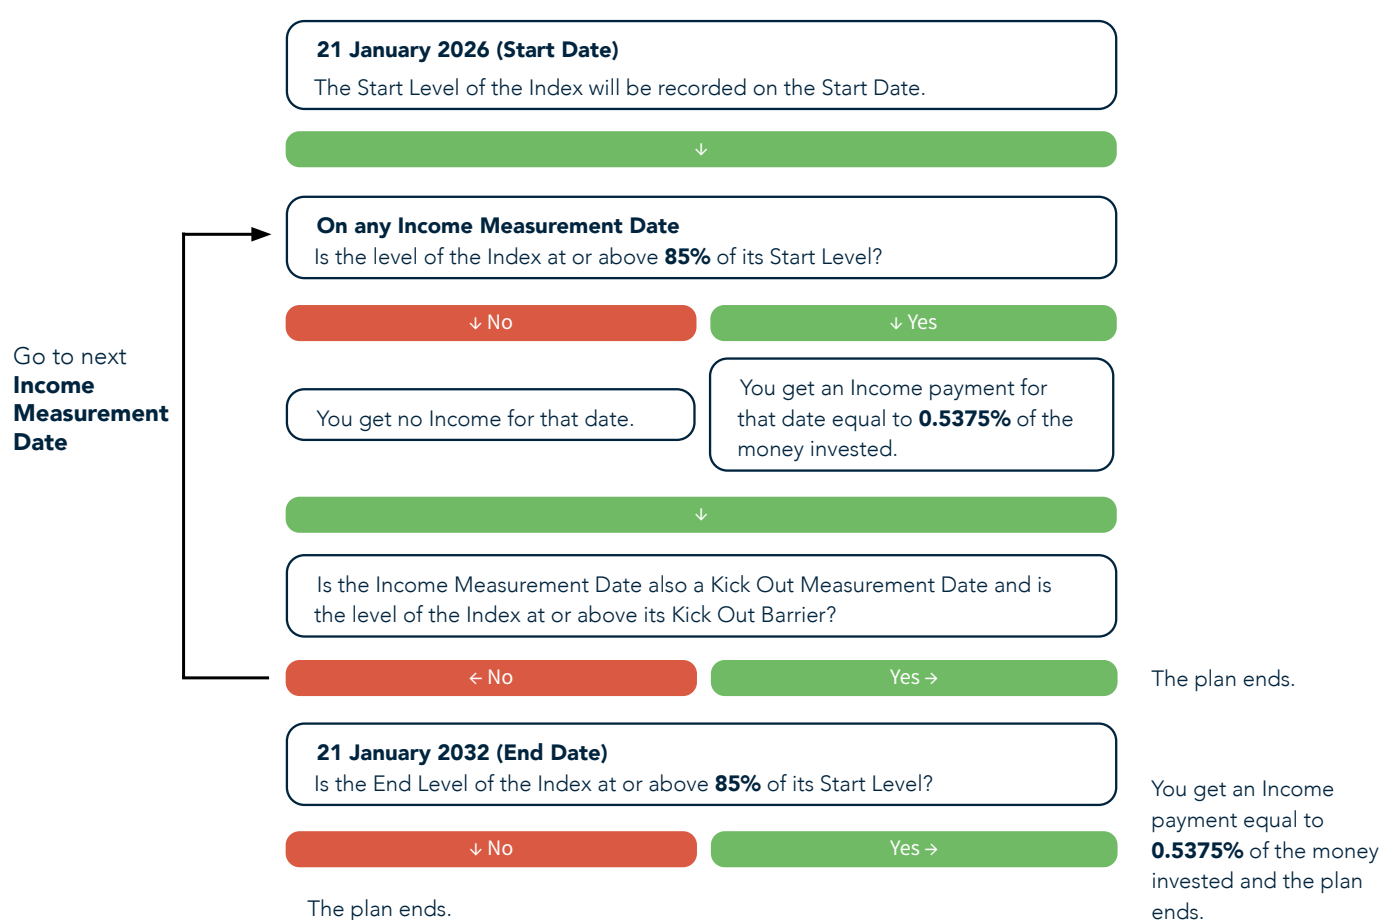 21 January 2026 (Start Date)
The Start Level of the Index will be recorded on the Start Date.
↓
On any Income Measurement Date
Is the level of the Index at or above 85% of its Start Level?
↓ No
↓ Yes
Go to next
Income
Measurement
Date
You get no Income for that date.
You get an Income payment for
that date equal to 0.5375% of the
money invested.
↓
Is the Income Measurement Date also a Kick Out Measurement Date and is
the level of the Index at or above its Kick Out Barrier?
← No
Yes →
The plan ends.
21 January 2032 (End Date)
Is the End Level of the Index at or above 85% of its Start Level?
↓ No
Yes →
You get an Income
payment equal to
0.5375% of the money
invested and the plan
ends.
The plan ends.